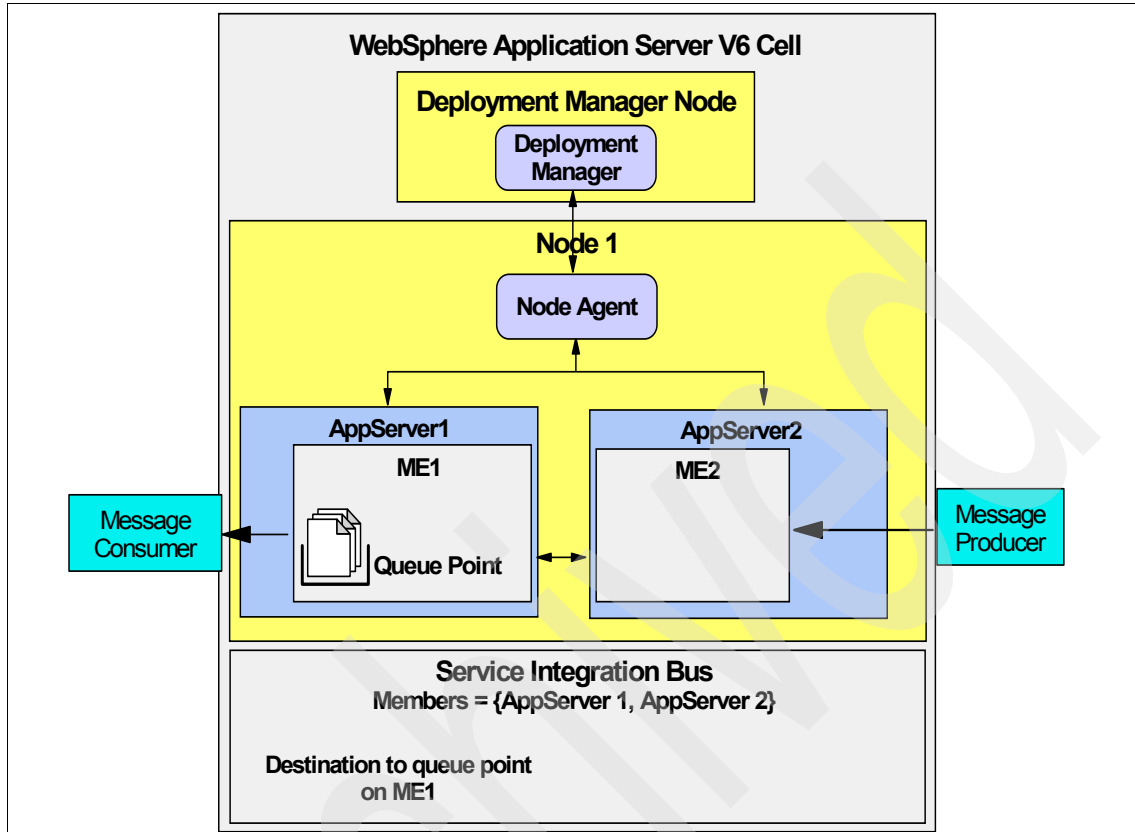 WebSphere Application Server V6 Cell
Deployment Manager Node
Deployment
Manager
Node 1
Node Agent
AppServer1
AppServer2
ME1
ME2
Message
Consumer
Queue Point
Message
Producer
Service Integration Bus
Members = {AppServer 1, AppServer 2}
Destination to queue point
on ME1
hived